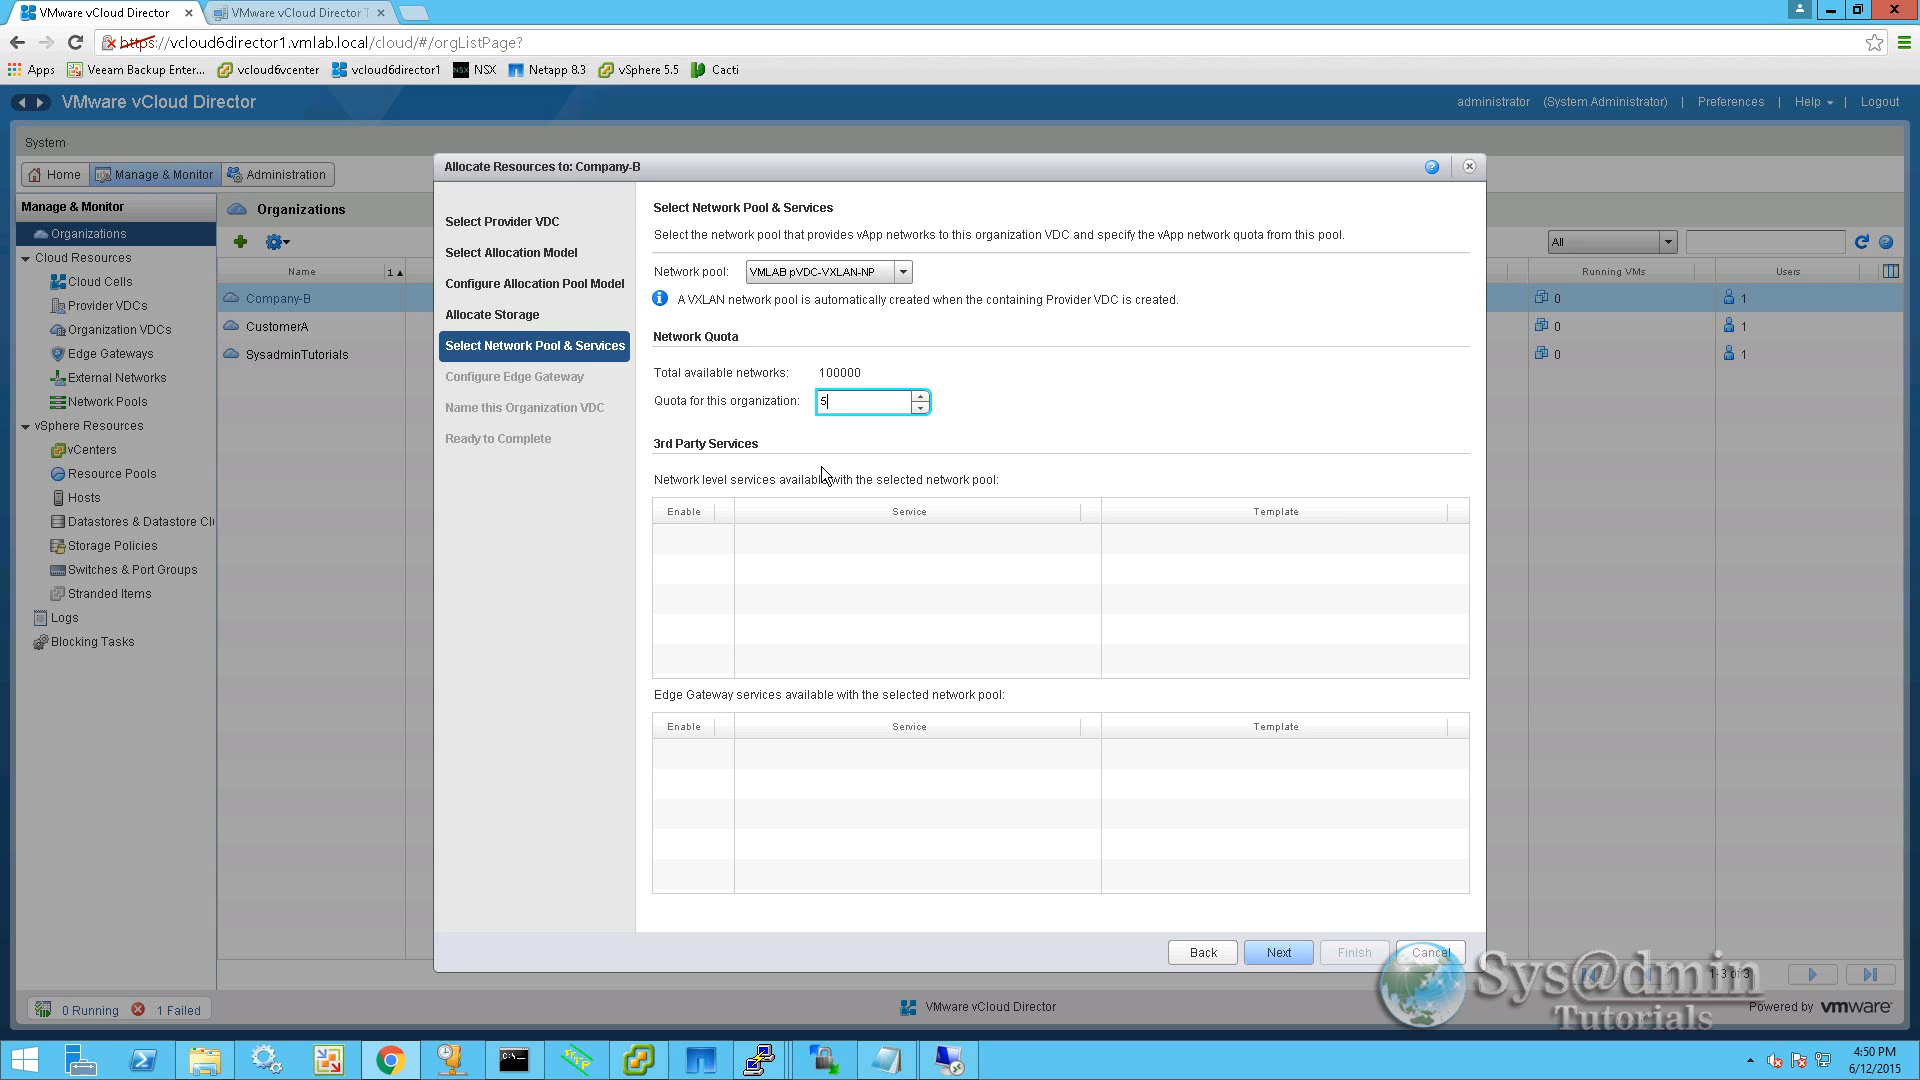 VMware vCloud Director
VMware vCloud Director T
https://vcloud6director1.vmlab.local/cloud/#/orgListPage?
Apps
Veeam Backup Enter...
vcloud6vcenter
vcloud6director1
NSX
Netapp 8.3
vSphere 5.5
Cacti
VMware vCloud Director
administrator (System Administrator) | Preferences | Help | Logout
System
Home
Manage & Monitor
Administration
Manage & Monitor
Organizations
Cloud Resources
Cloud Cells
Provider VDCs
Organization VDCs
Edge Gateways
External Networks
Network Pools
vSphere Resources
vCenters
Resource Pools
Hosts
Datastores & Datastore Cl
Storage Policies
Switches & Port Groups
Stranded Items
Logs
Blocking Tasks
Organizations
Name 1
Company-B
CustomerA
SysadminTutorials
All
Running VMs
Users
0 1
0 1
0 1
Allocate Resources to: Company-B
Select Provider VDC
Select Allocation Model
Configure Allocation Pool Model
Allocate Storage
Select Network Pool & Services
Configure Edge Gateway
Name this Organization VDC
Ready to Complete
Select Network Pool & Services
Select the network pool that provides vApp networks to this organization VDC and specify the vApp network quota from this pool.
Network pool: VMLAB pVDC-VXLAN-NP
A VXLAN network pool is automatically created when the containing Provider VDC is created.
Network Quota
Total available networks: 100000
Quota for this organization: 5
3rd Party Services
Network level services available with the selected network pool:
Enable Service Template
Edge Gateway services available with the selected network pool:
Enable Service Template
Back Next Finish Cancel
1-3 of 3
Sys@dmin
Tutorials
0 Running
1 Failed
VMware vCloud Director
Powered by vmware
4:50 PM
6/12/2015